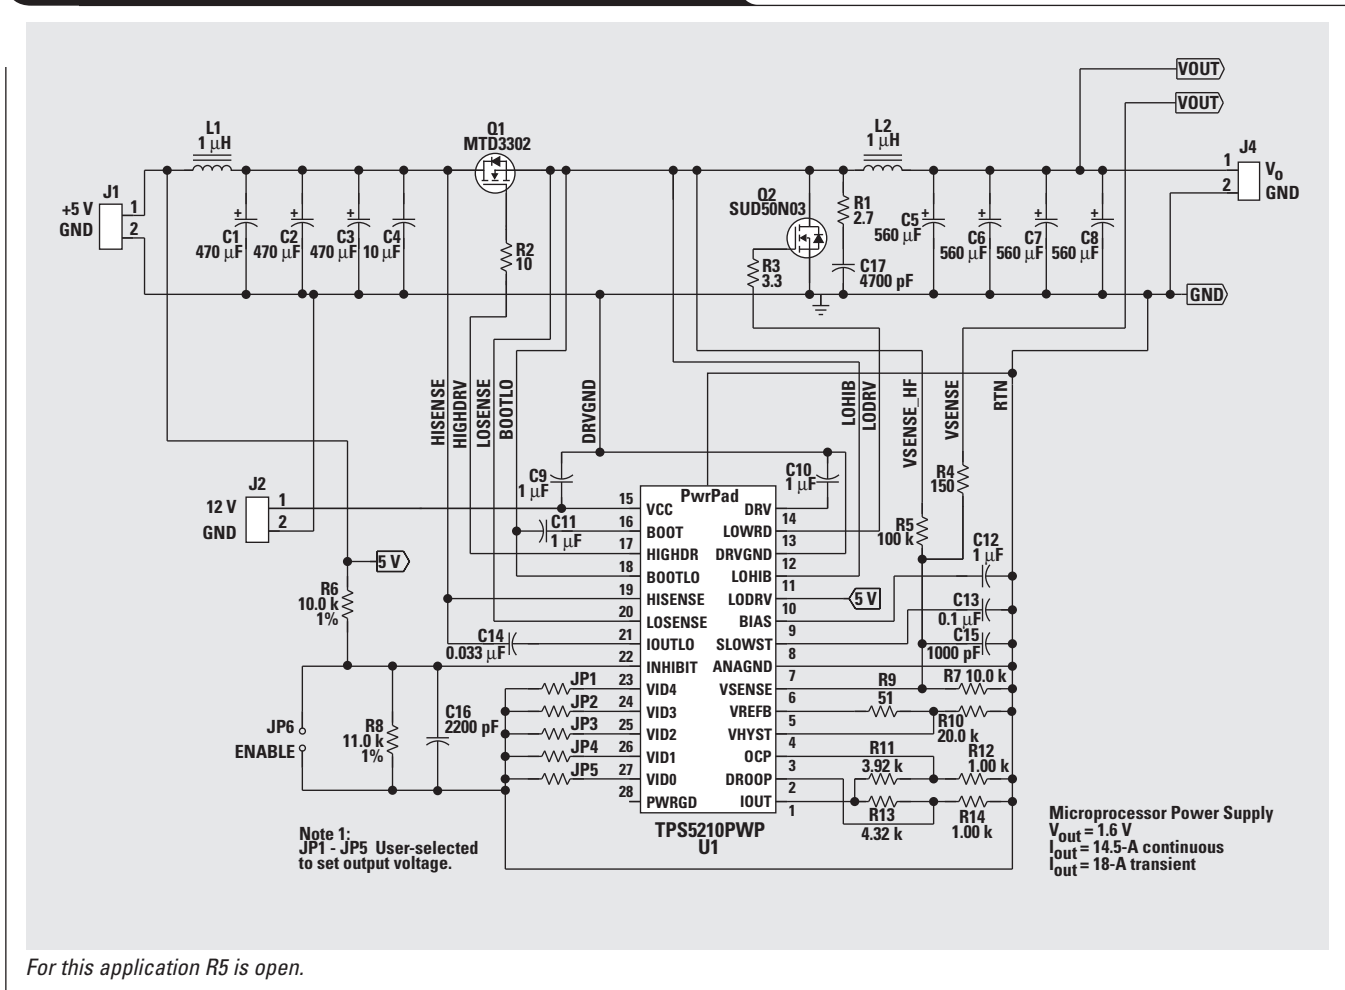 VOUT
VOUT
L1
1 μH
Q1
MTD3302
L2
1 μH
J4
1
2
Vo
GND
J1
+5 V
GND
1
2
+
C1
470 μF
+
C2
470 μF
+
C3
470 μF
C4
10 μF
R2
10
Q2
SUD50N03
R1
2.7
R3
3.3
C17
4700 pF
C5
560 μF
+
C6
560 μF
+
C7
560 μF
+
C8
560 μF
+
GND
HISENSE
HIGHDRV
LOSENSE
BOOTLO
DRVGND
LOHIB
LODRV
VSENSE_HF
VSENSE
RTN
J2
12 V
GND
1
2
C9
1 μF
C10
1 μF
C11
1 μF
R4
150
R5
100 k
C12
1 μF
5 V
R6
10.0 k
1%
5 V
C13
0.1 μF
C14
0.033 μF
C15
1000 pF
PwrPad
15 VCC DRV 14
16 BOOT LOWRD 13
17 HIGHDR DRVGND 12
18 BOOTLO LOHIB 11
19 HISENSE LODRV 10
20 LOSENSE BIAS 9
21 IOUTLO SLOWST 8
22 INHIBIT ANAGND 7
23 VID4 VSENSE 6
24 VID3 VREFB 5
25 VID2 VHYST 4
26 VID1 OCP 3
27 VID0 DROOP 2
28 PWRGD IOUT 1
TPS5210PWP
U1
JP1
JP2
JP3
JP4
JP5
JP6
ENABLE
R8
11.0 k
1%
C16
2200 pF
R7 10.0 k
R9
51
R10
20.0 k
R11
3.92 k
R12
1.00 k
R13
4.32 k
R14
1.00 k
Note 1:
JP1 - JP5 User-selected
to set output voltage.
Microprocessor Power Supply
Vout = 1.6 V
Iout = 14.5-A continuous
Iout = 18-A transient
For this application R5 is open.